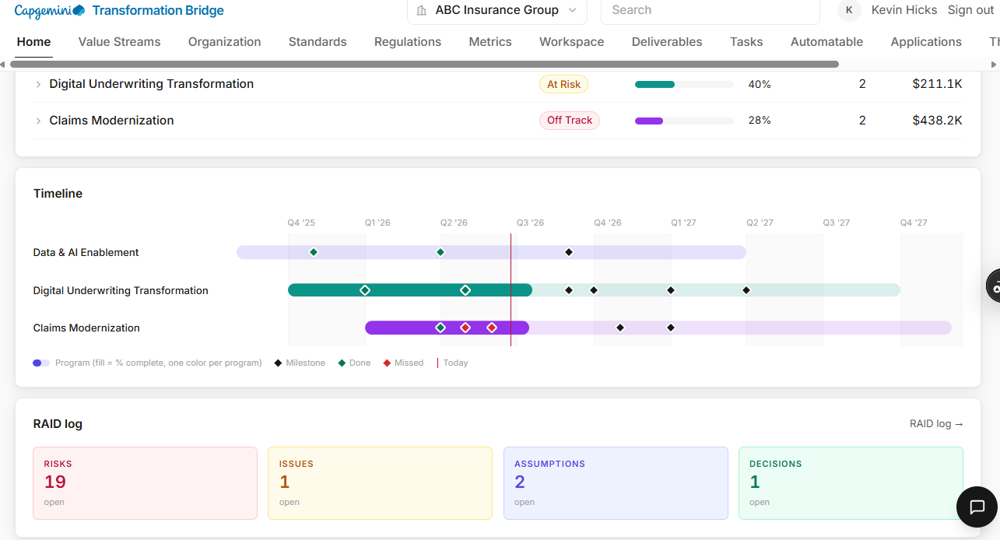 Capgemini Transformation Bridge ABC Insurance Group Search K Kevin Hicks Sign out
Home Value Streams Organization Standards Regulations Metrics Workspace Deliverables Tasks Automatable Applications
Digital Underwriting Transformation At Risk 40% 2 $211.1K
Claims Modernization Off Track 28% 2 $438.2K
Timeline
Q4 '25 Q1 '26 Q2 '26 Q3 '26 Q4 '26 Q1 '27 Q2 '27 Q3 '27 Q4 '27
Data & AI Enablement
Digital Underwriting Transformation
Claims Modernization
Program (fill = % complete, one color per program) Milestone Done Missed Today
RAID log RAID log →
RISKS ISSUES ASSUMPTIONS DECISIONS
19 1 2 1
open open open open